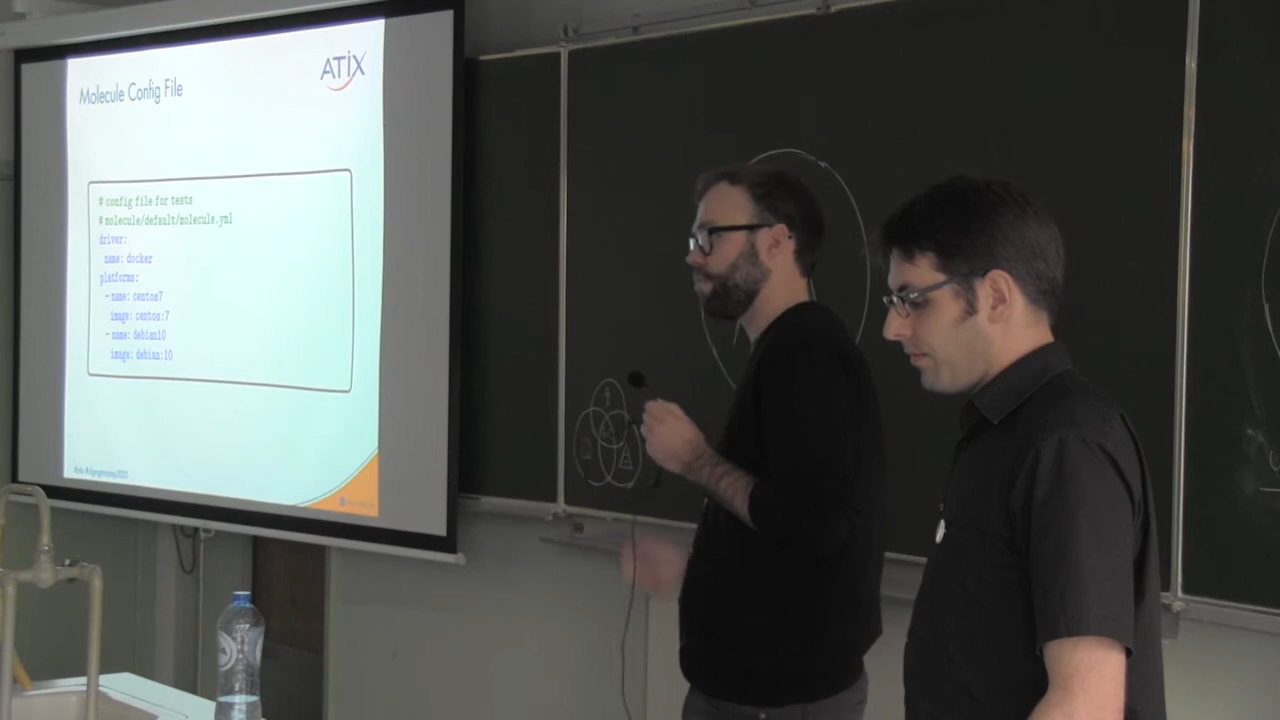 ATIX
Molecule Config File
# config file for tests
# molecule/default/molecule.yml
driver:
name: docker
platforms:
- name: centos7
image: centos:7
- name: debian10
image: debian:10